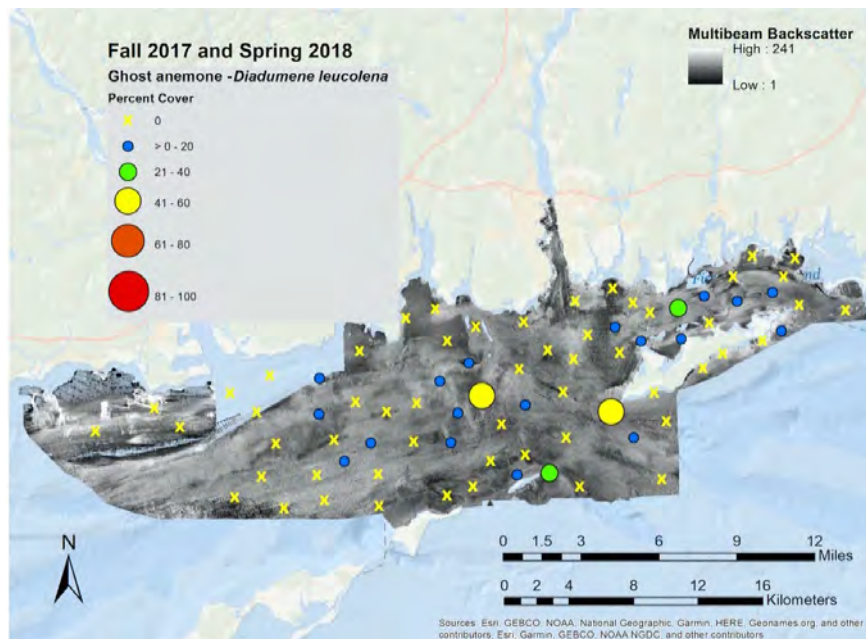 Fall 2017 and Spring 2018
Ghost anemone -Diadumene leucolena
Percent Cover
0
> 0 - 20
21 - 40
41 - 60
61 - 80
81 - 100
Multibeam Backscatter
High : 241
Low : 1
nd
N
0 1.5 3 6 9 12
Miles
0 2 4 8 12 16
Kilometers
Sources: Esri, GEBCO, NOAA, National Geographic, Garmin, HERE, Geonames.org, and other
contributors, Esri, Garmin, GEBCO, NOAA NGDC, and other contributors